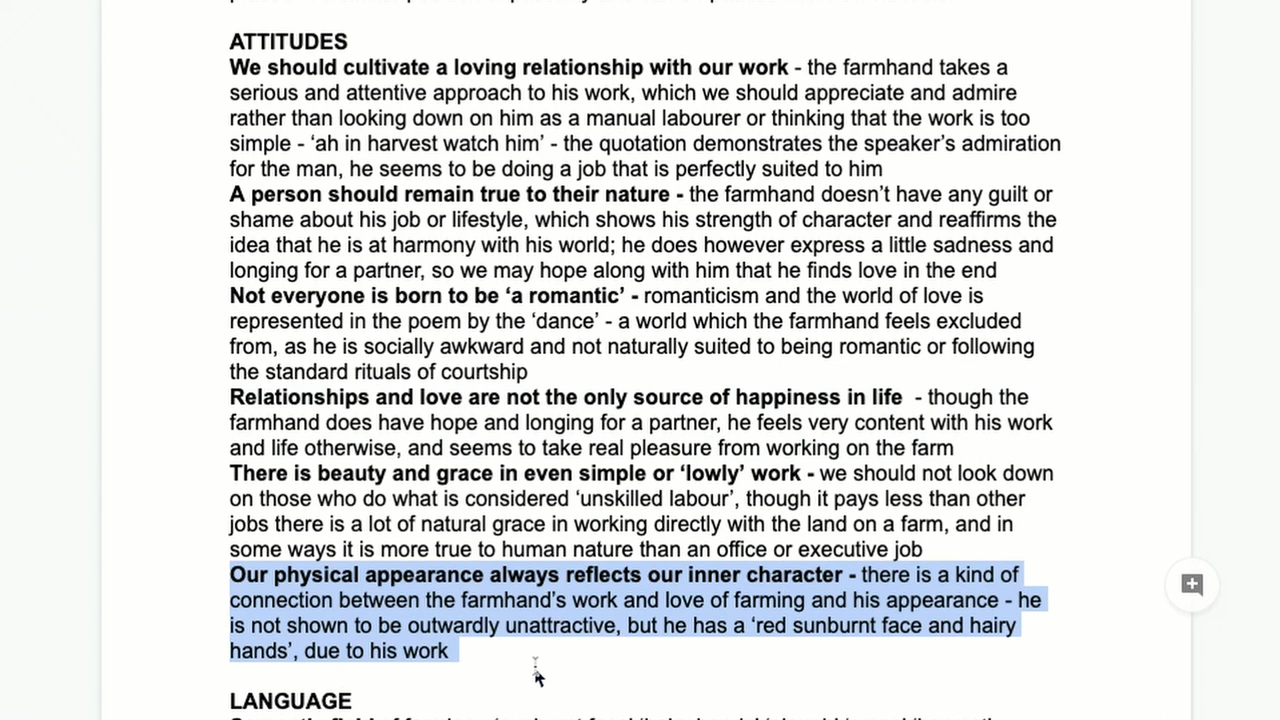 ATTITUDES
We should cultivate a loving relationship with our work - the farmhand takes a
serious and attentive approach to his work, which we should appreciate and admire
rather than looking down on him as a manual labourer or thinking that the work is too
simple - ‘ah in harvest watch him’ - the quotation demonstrates the speaker’s admiration
for the man, he seems to be doing a job that is perfectly suited to him
A person should remain true to their nature - the farmhand doesn’t have any guilt or
shame about his job or lifestyle, which shows his strength of character and reaffirms the
idea that he is at harmony with his world; he does however express a little sadness and
longing for a partner, so we may hope along with him that he finds love in the end
Not everyone is born to be ‘a romantic’ - romanticism and the world of love is
represented in the poem by the ‘dance’ - a world which the farmhand feels excluded
from, as he is socially awkward and not naturally suited to being romantic or following
the standard rituals of courtship
Relationships and love are not the only source of happiness in life - though the
farmhand does have hope and longing for a partner, he feels very content with his work
and life otherwise, and seems to take real pleasure from working on the farm
There is beauty and grace in even simple or ‘lowly’ work - we should not look down
on those who do what is considered ‘unskilled labour’, though it pays less than other
jobs there is a lot of natural grace in working directly with the land on a farm, and in
some ways it is more true to human nature than an office or executive job
Our physical appearance always reflects our inner character - there is a kind of
connection between the farmhand’s work and love of farming and his appearance - he
is not shown to be outwardly unattractive, but he has a ‘red sunburnt face and hairy
hands’, due to his work
LANGUAGE